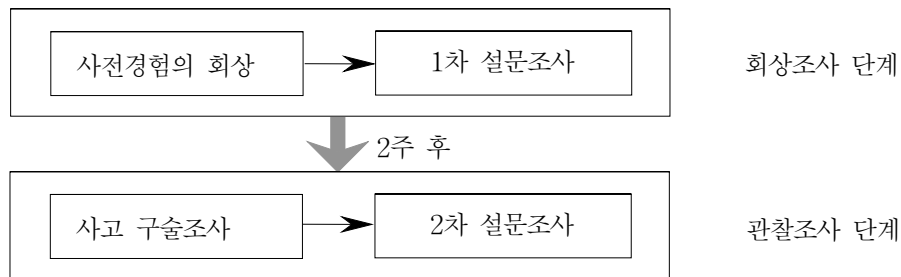 사전경험의 회상
1차 설문조사
회상조사 단계
2주 후
사고 구술조사
2차 설문조사
관찰조사 단계